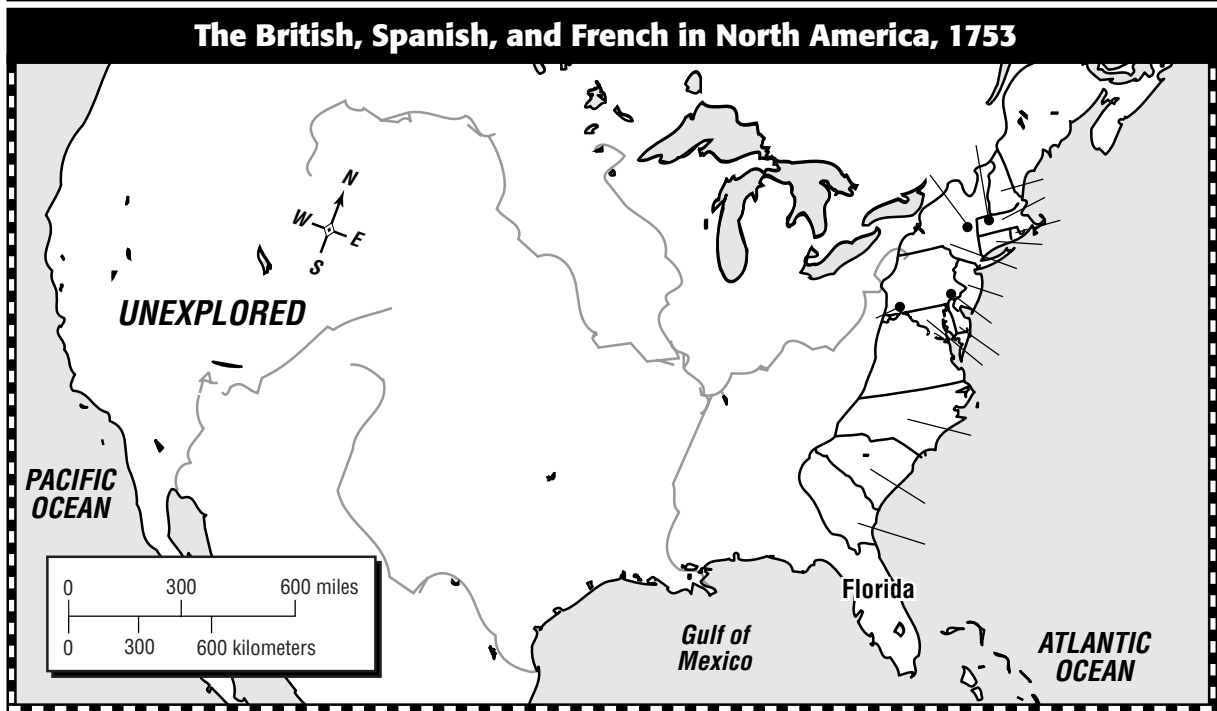 The British, Spanish, and French in North America, 1753
N
W
E
S
UNEXPLORED
PACIFIC
OCEAN
0 300 600 miles
0 300 600 kilometers
Florida
Gulf of
Mexico
ATLANTIC
OCEAN